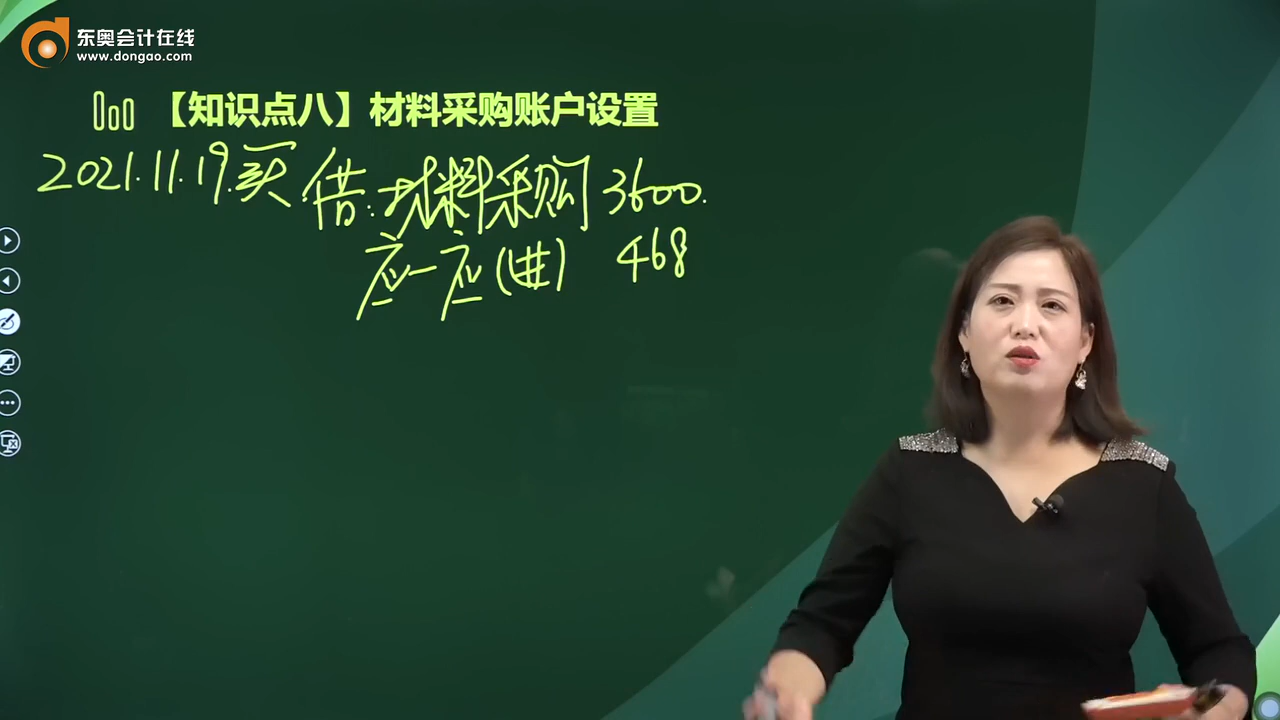 东奥会计在线
www.dongao.com
【知识点八】材料采购账户设置
2021.11.19.买 借:材料采购 3600.
应一应(进) 468